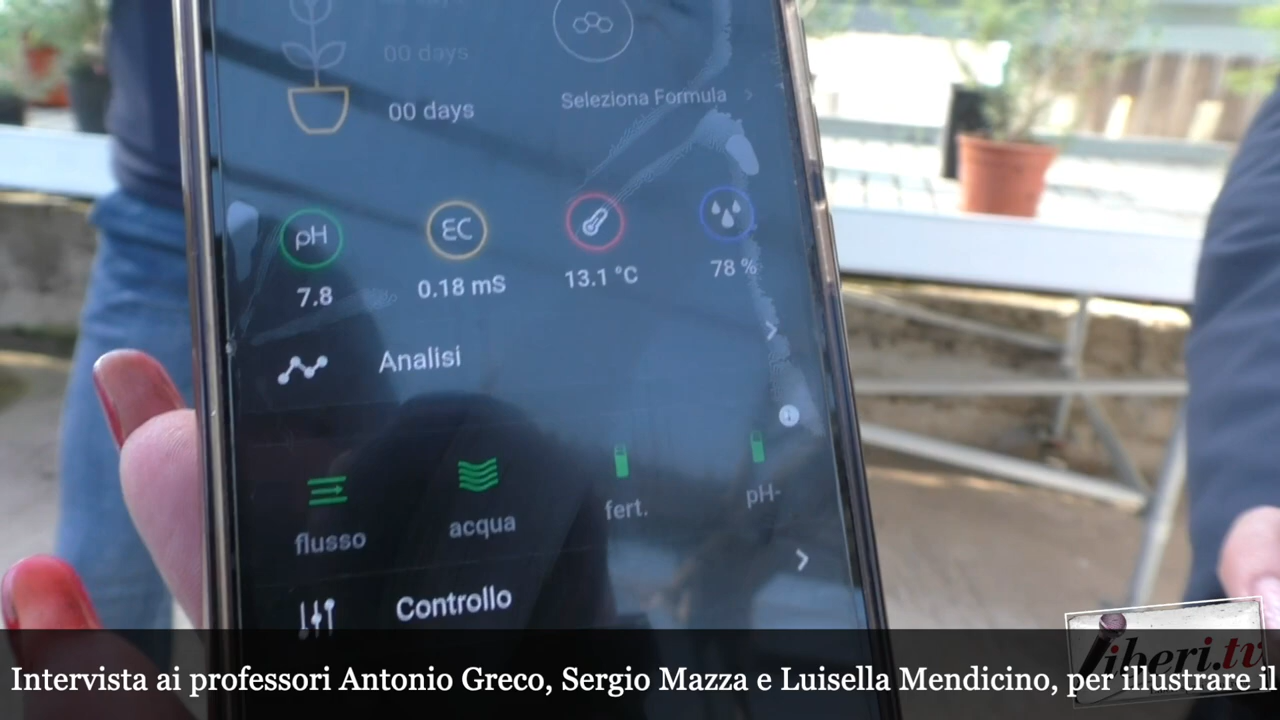 00 days
00 days
Seleziona Formula
pH
EC
7.8
0.18 mS
13.1 °C
78 %
Analisi
flusso
acqua
fert.
pH-
Controllo
liberi.tv
Intervista ai professori Antonio Greco, Sergio Mazza e Luisella Mendicino, per illustrare il